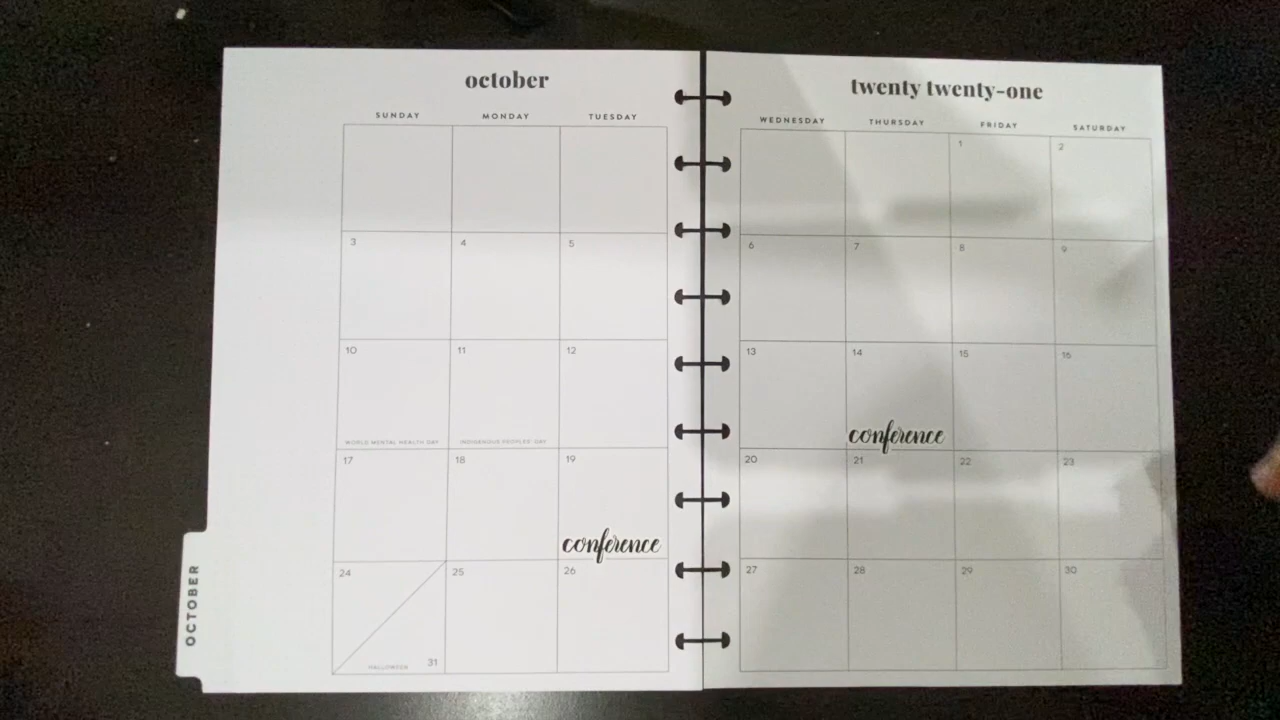 october
twenty twenty-one
SUNDAY MONDAY TUESDAY WEDNESDAY THURSDAY FRIDAY SATURDAY
1 2
3 4 5 6 7 8 9
10 11 12 13 14 15 16
WORLD MENTAL HEALTH DAY INDIGENOUS PEOPLES' DAY conference
17 18 19 20 21 22 23
conference
24 25 26 27 28 29 30
HALLOWEEN 31
OCTOBER